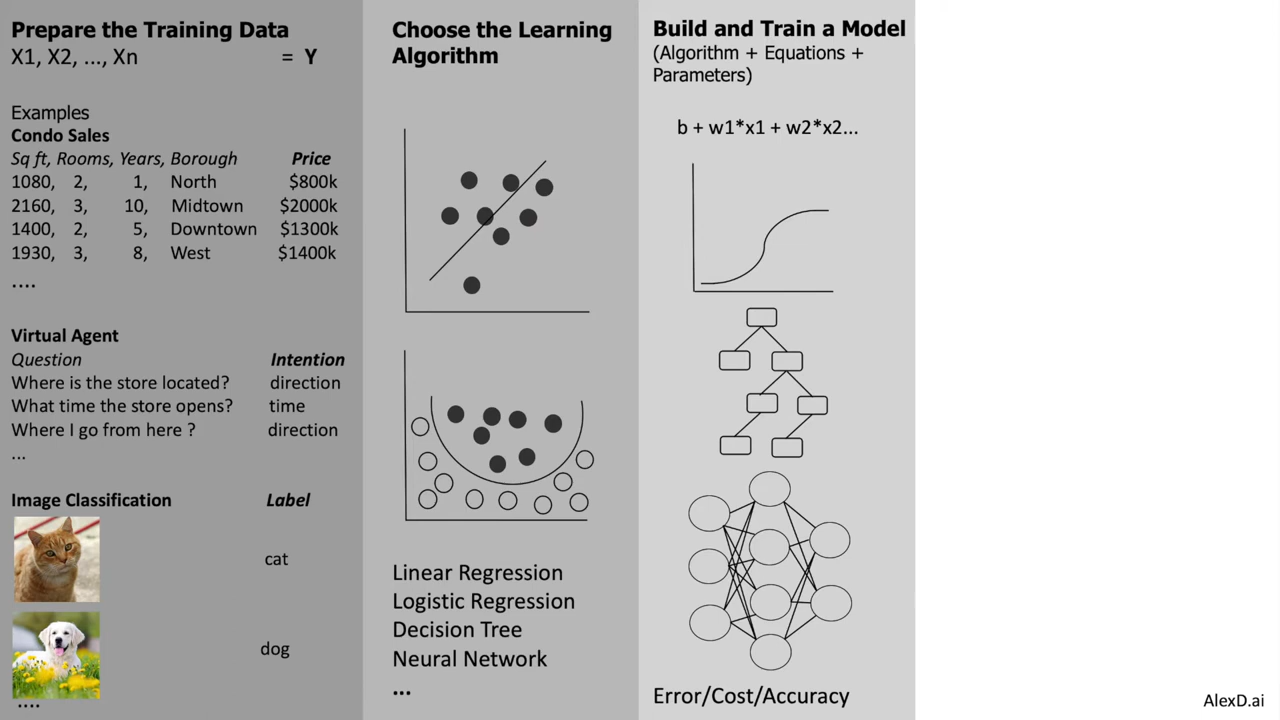 Prepare the Training Data
X1, X2, ..., Xn = Y
Examples
Condo Sales
Sq ft, Rooms, Years, Borough Price
1080, 2, 1, North $800k
2160, 3, 10, Midtown $2000k
1400, 2, 5, Downtown $1300k
1930, 3, 8, West $1400k
....
Virtual Agent
Question Intention
Where is the store located? direction
What time the store opens? time
Where I go from here ? direction
...
Image Classification Label
cat
dog
....
Choose the Learning
Algorithm
Linear Regression
Logistic Regression
Decision Tree
Neural Network
...
Build and Train a Model
(Algorithm + Equations +
Parameters)
b + w1*x1 + w2*x2...
Error/Cost/Accuracy
AlexD.ai